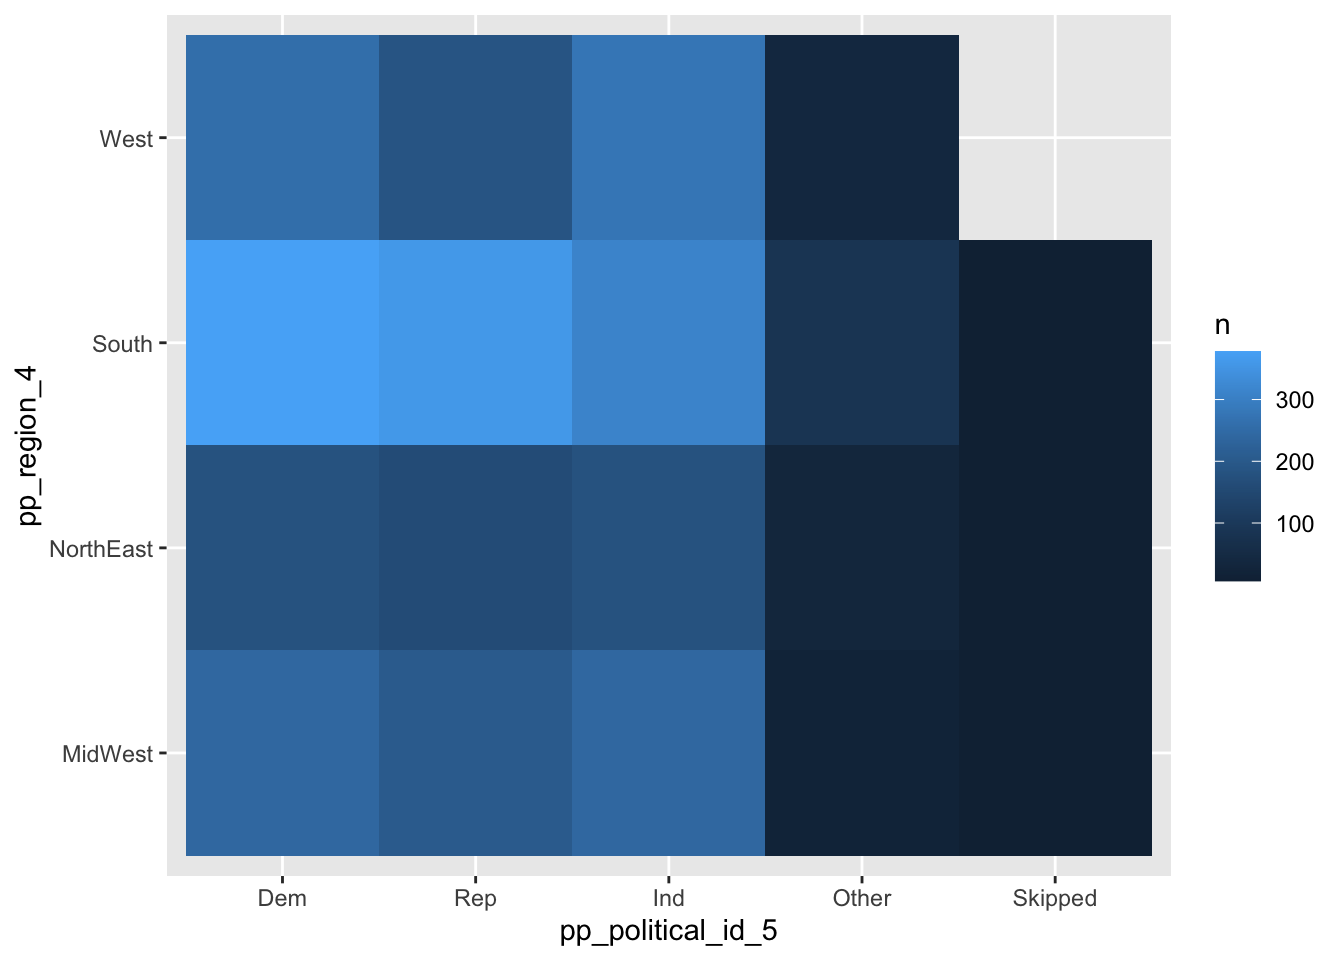 West
South
NorthEast
MidWest
pp_region_4
Dem Rep Ind Other Skipped
pp_political_id_5
n
300
200
100